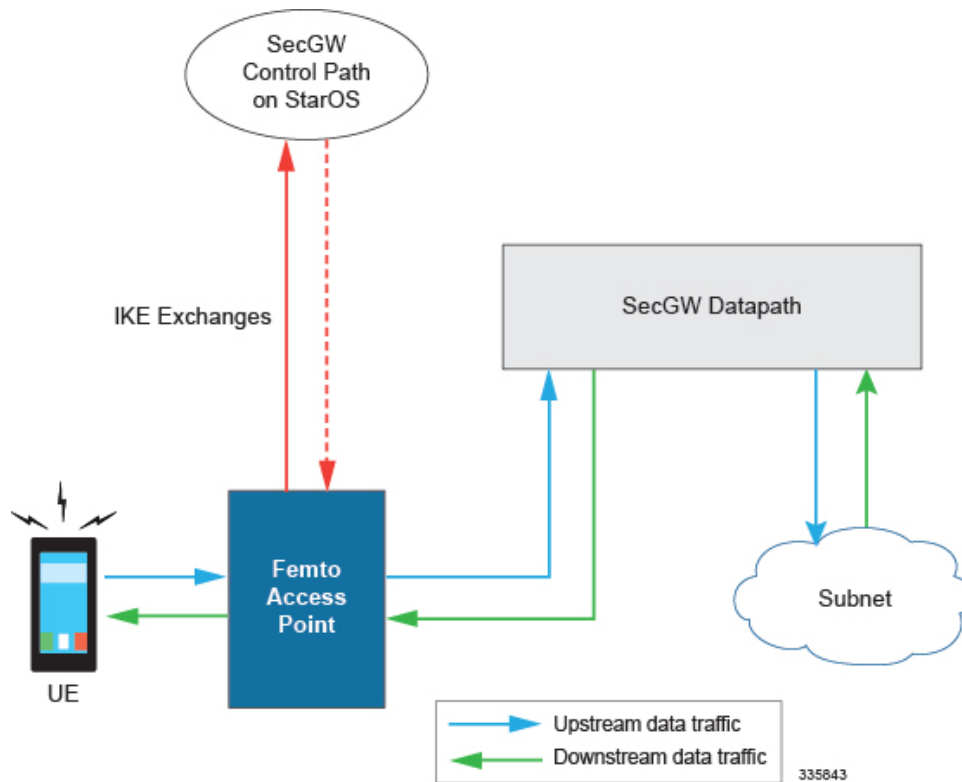 SecGW
Control Path
on StarOS
IKE Exchanges
SecGW Datapath
Femto
Access
Point
Subnet
UE
Upstream data traffic
Downstream data traffic
335843